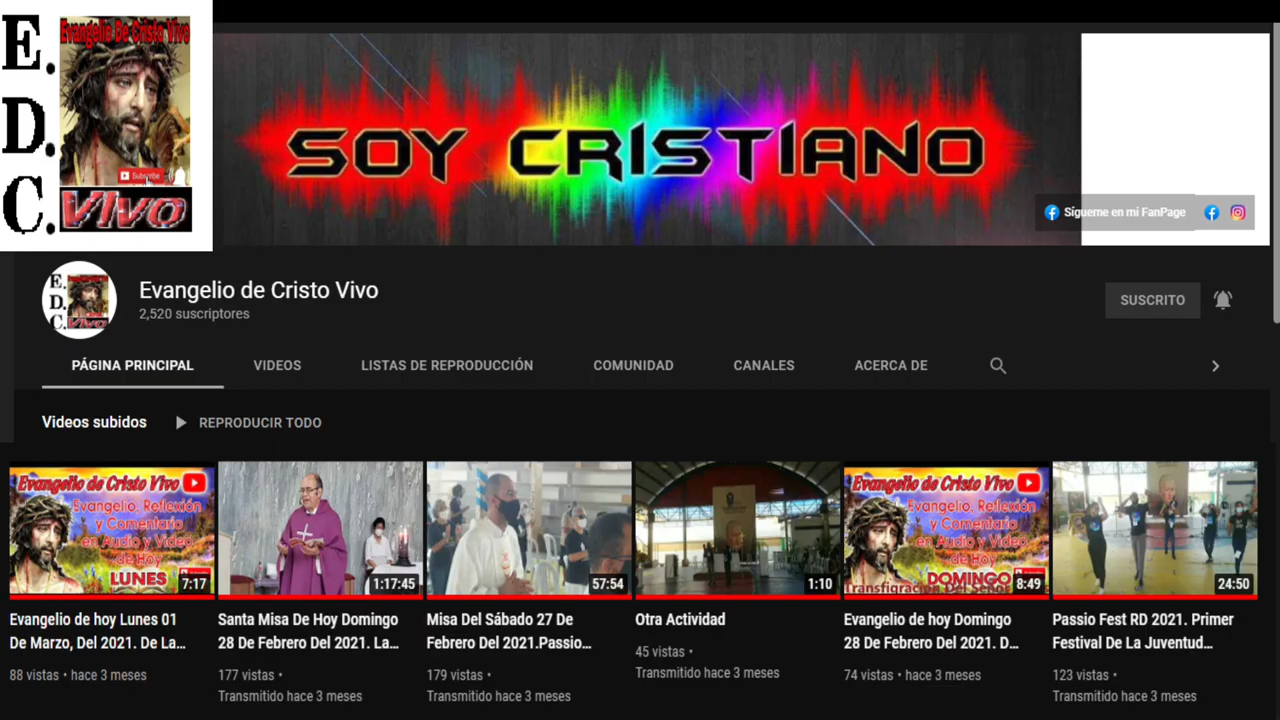 E.
D.
C.
Evangelio De Cristo Vivo
Subscribe
Vivo
SOY CRISTIANO
Sígueme en mi FanPage
E.
D.
C.
Vivo
Evangelio de Cristo Vivo
2,520 suscriptores
SUSCRITO
PÁGINA PRINCIPAL
VIDEOS
LISTAS DE REPRODUCCIÓN
COMUNIDAD
CANALES
ACERCA DE
Videos subidos
REPRODUCIR TODO
Evangelio de Cristo Vivo
Evangelio, Reflexión
y Comentario
en Audio y Video
de Hoy
LUNES
7:17
Evangelio de hoy Lunes 01
De Marzo, Del 2021. De La...
88 vistas • hace 3 meses
1:17:45
Santa Misa De Hoy Domingo
28 De Febrero Del 2021. La...
177 vistas •
Transmitido hace 3 meses
57:54
Misa Del Sábado 27 De
Febrero Del 2021.Passio...
179 vistas •
Transmitido hace 3 meses
1:10
Otra Actividad
45 vistas •
Transmitido hace 3 meses
Evangelio de Cristo Vivo
Evangelio, Reflexión
y Comentario
en Audio y Video
de Hoy
DOMINGO
Transfigración Del Señor
8:49
Evangelio de hoy Domingo
28 De Febrero Del 2021. D...
74 vistas • hace 3 meses
24:50
Passio Fest RD 2021. Primer
Festival De La Juventud...
123 vistas •
Transmitido hace 3 meses